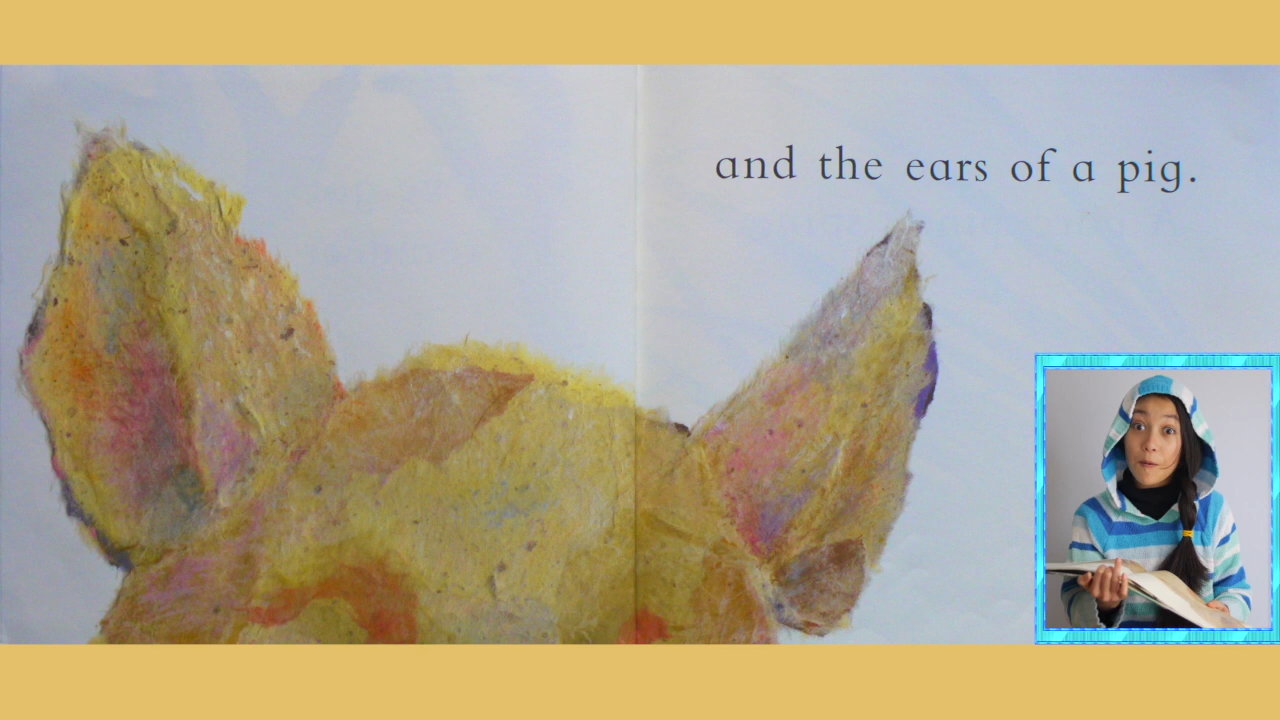 and the ears of a pig.